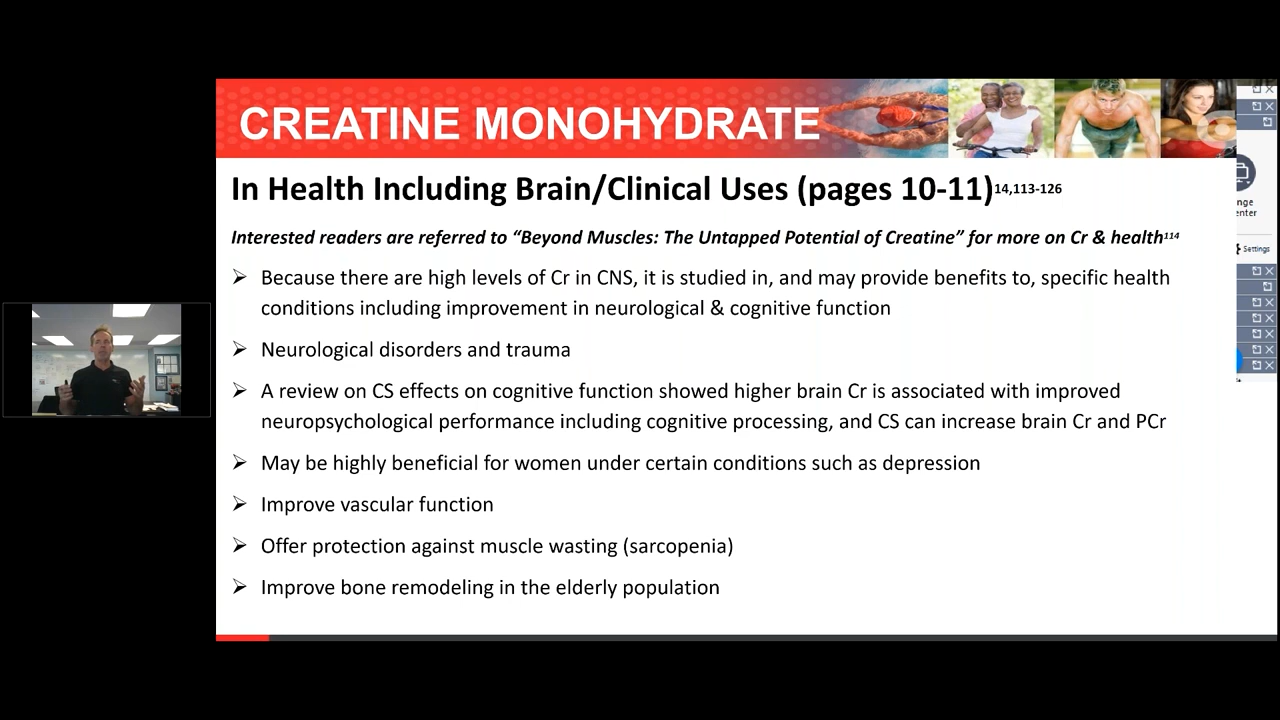 CREATINE MONOHYDRATE
In Health Including Brain/Clinical Uses (pages 10-11)14,113-126
Interested readers are referred to “Beyond Muscles: The Untapped Potential of Creatine” for more on Cr & health114
➢ Because there are high levels of Cr in CNS, it is studied in, and may provide benefits to, specific health
conditions including improvement in neurological & cognitive function
➢ Neurological disorders and trauma
➢ A review on CS effects on cognitive function showed higher brain Cr is associated with improved
neuropsychological performance including cognitive processing, and CS can increase brain Cr and PCr
➢ May be highly beneficial for women under certain conditions such as depression
➢ Improve vascular function
➢ Offer protection against muscle wasting (sarcopenia)
➢ Improve bone remodeling in the elderly population
nge
enter
Settings